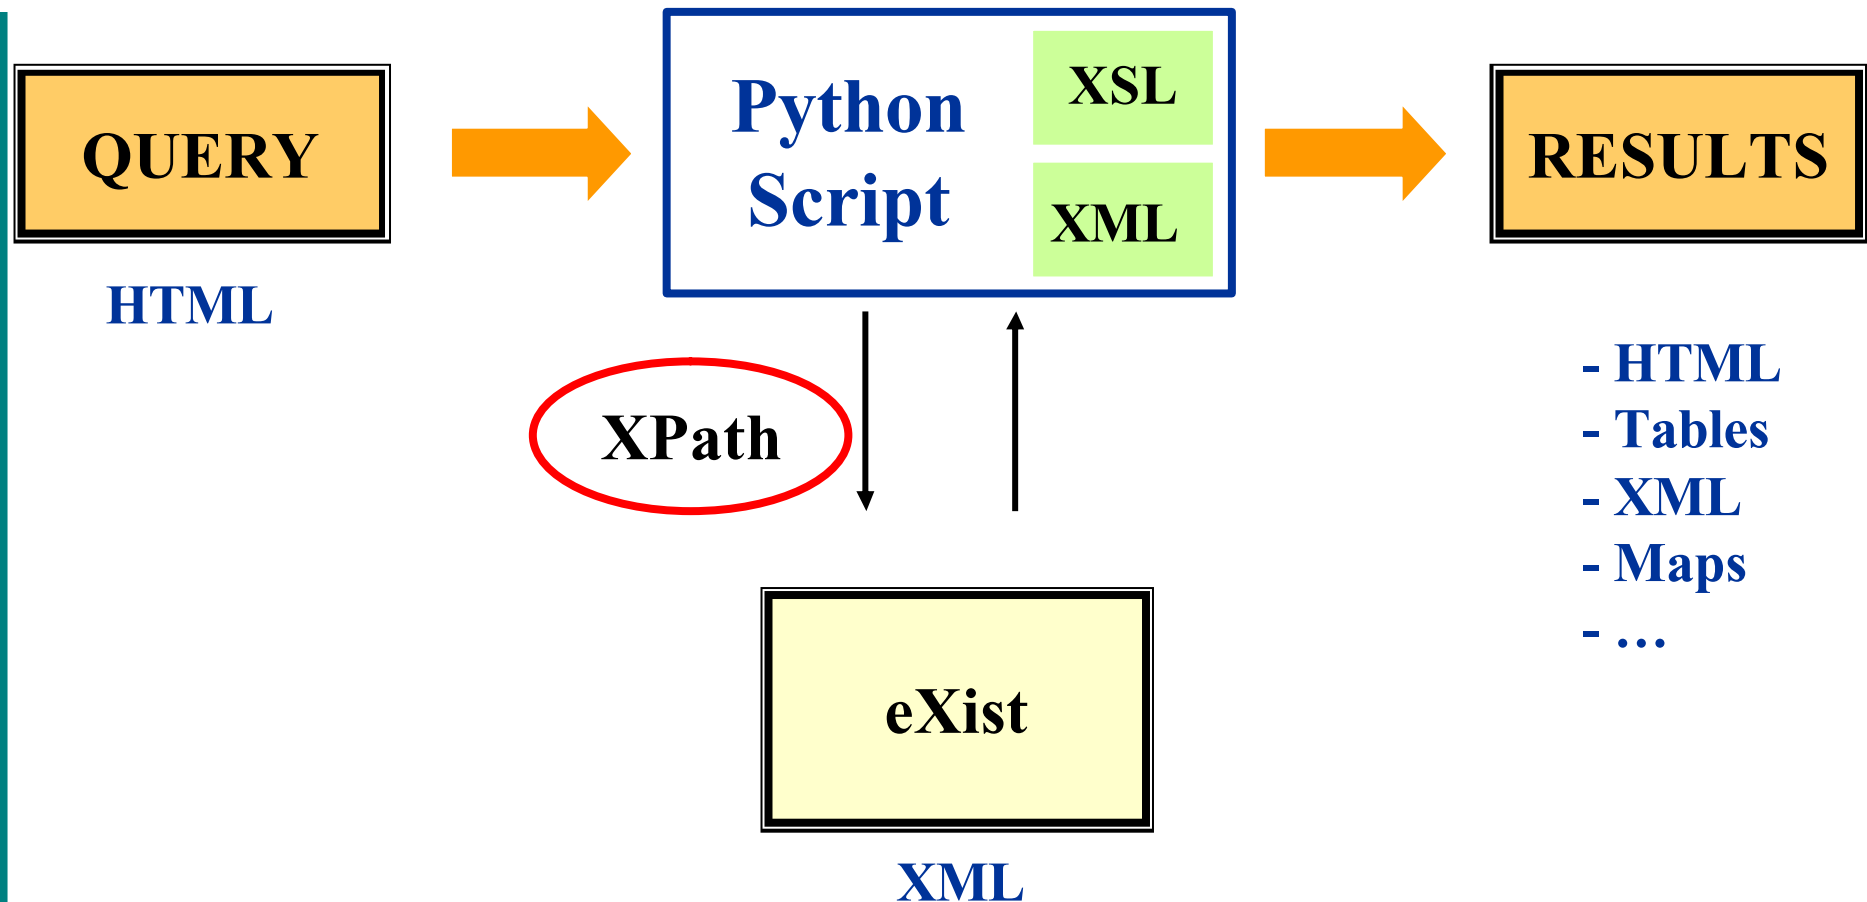 QUERY
HTML
Python
Script
XSL
XML
XPath
eXist
XML
RESULTS
- HTML
- Tables
- XML
- Maps
- …